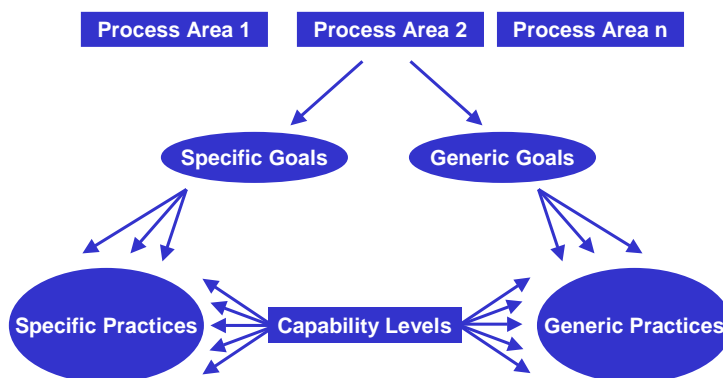 Process Area 1
Process Area 2
Process Area n
Specific Goals
Generic Goals
Specific Practices
Capability Levels
Generic Practices